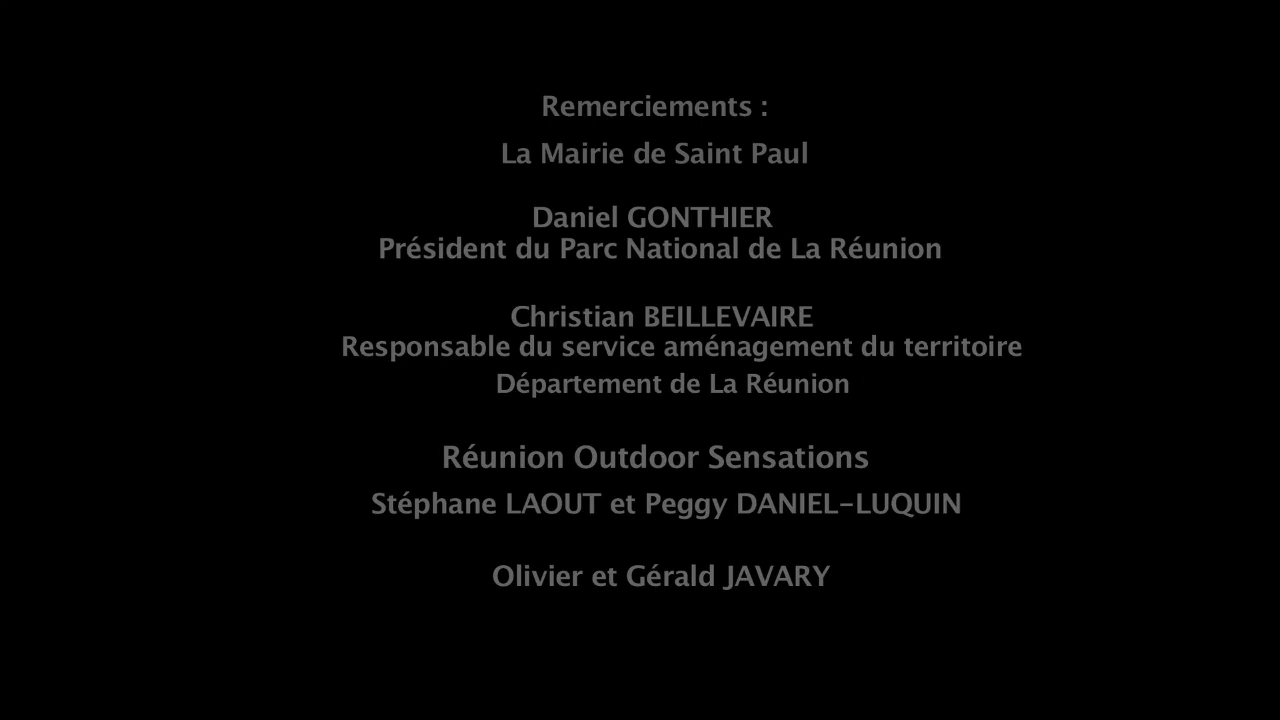 Remerciements :
La Mairie de Saint Paul
Daniel GONTHIER
Président du Parc National de La Réunion
Christian BEILLEVAIRE
Responsable du service aménagement du territoire
Département de La Réunion
Réunion Outdoor Sensations
Stéphane LAOUT et Peggy DANIEL-LUQUIN
Olivier et Gérald JAVARY